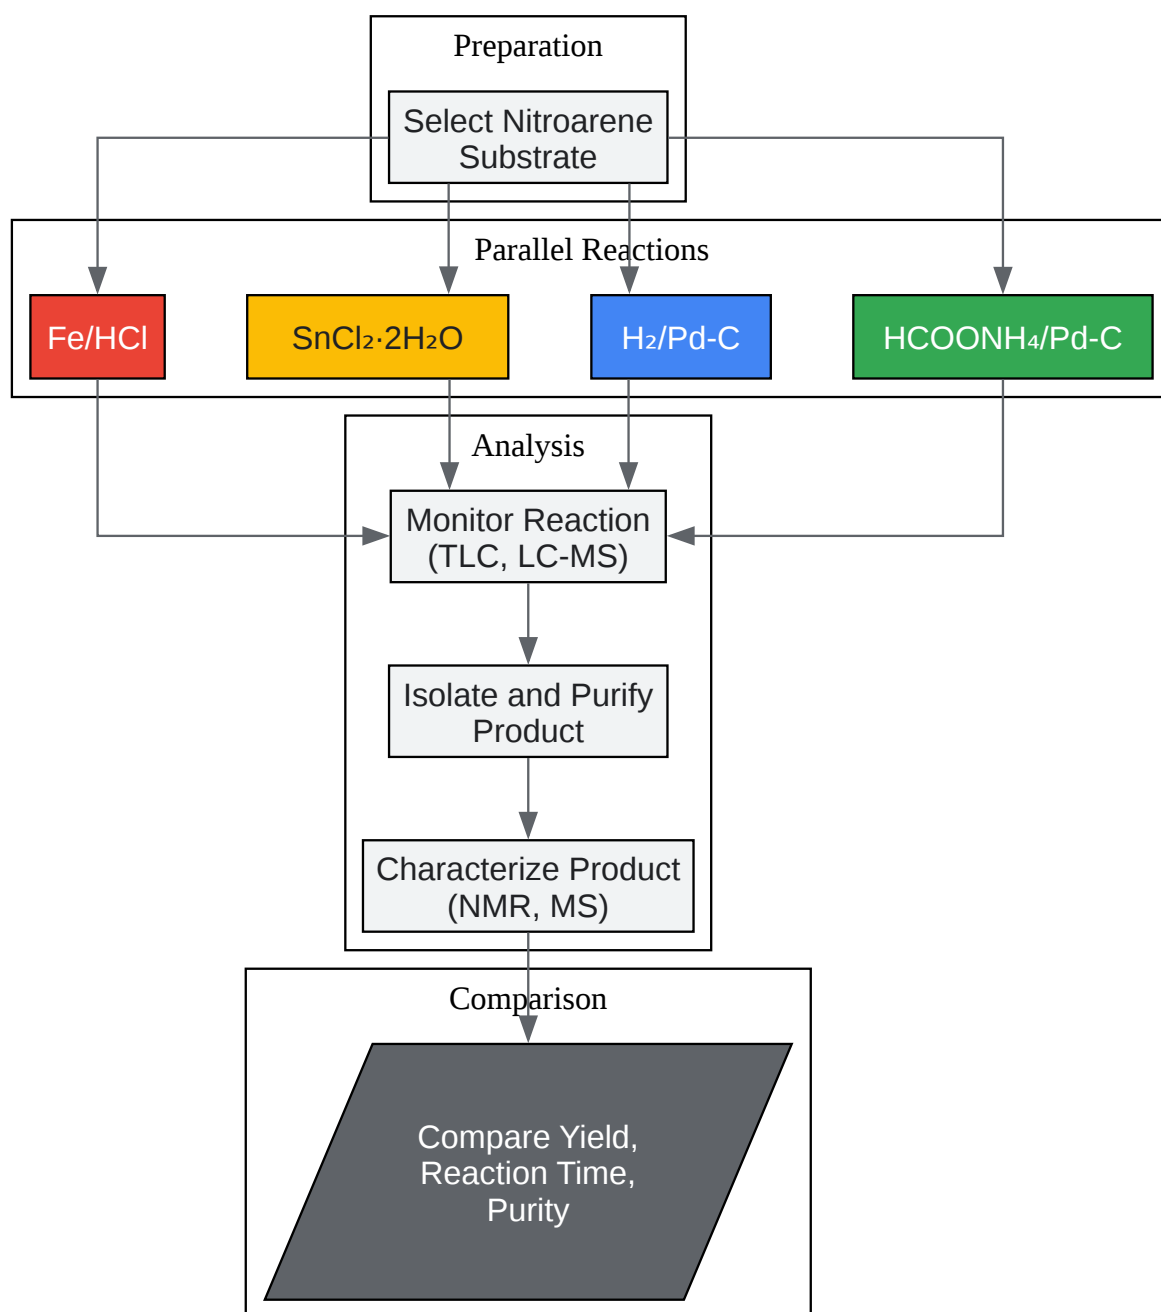 Preparation
Select Nitroarene
Substrate
Parallel Reactions
Fe/HCl
SnCl₂·2H₂O
H₂/Pd-C
HCOONH₄/Pd-C
Analysis
Monitor Reaction
(TLC, LC-MS)
Isolate and Purify
Product
Characterize Product
(NMR, MS)
Comparison
Compare Yield,
Reaction Time,
Purity